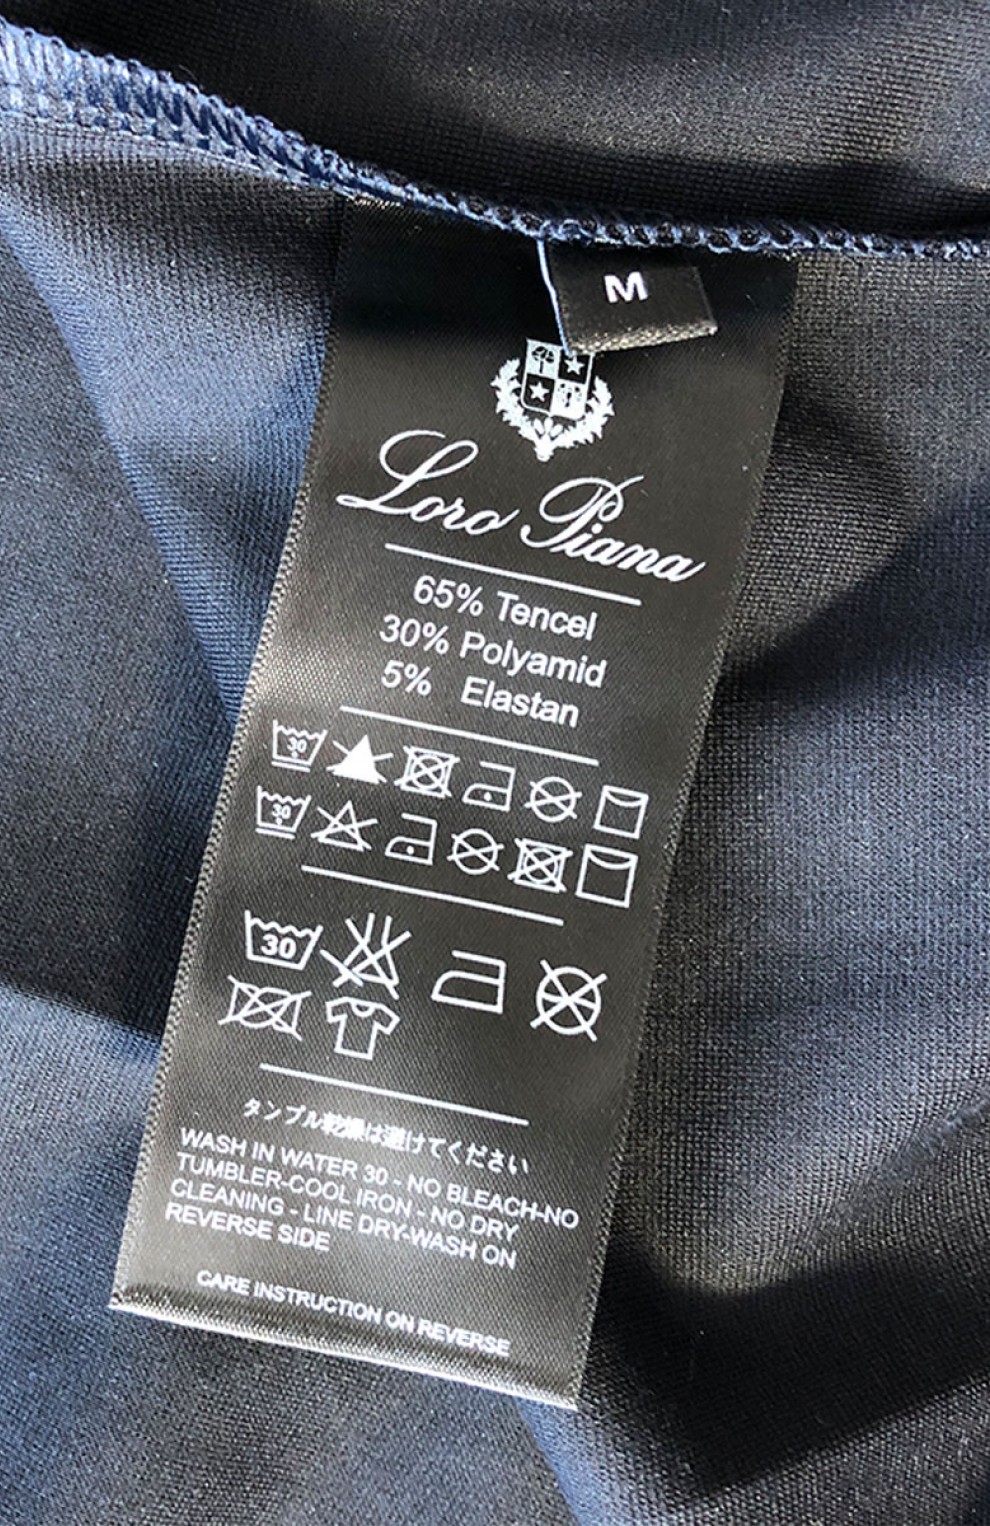 M
Loro Piana
65% Tencel
30% Polyamid
5% Elastan
30
30
30
タンブル乾燥は避けてください
WASH IN WATER 30 - NO BLEACH-NO
TUMBLER-COOL IRON - NO DRY
CLEANING - LINE DRY-WASH ON
REVERSE SIDE
CARE INSTRUCTION ON REVERSE